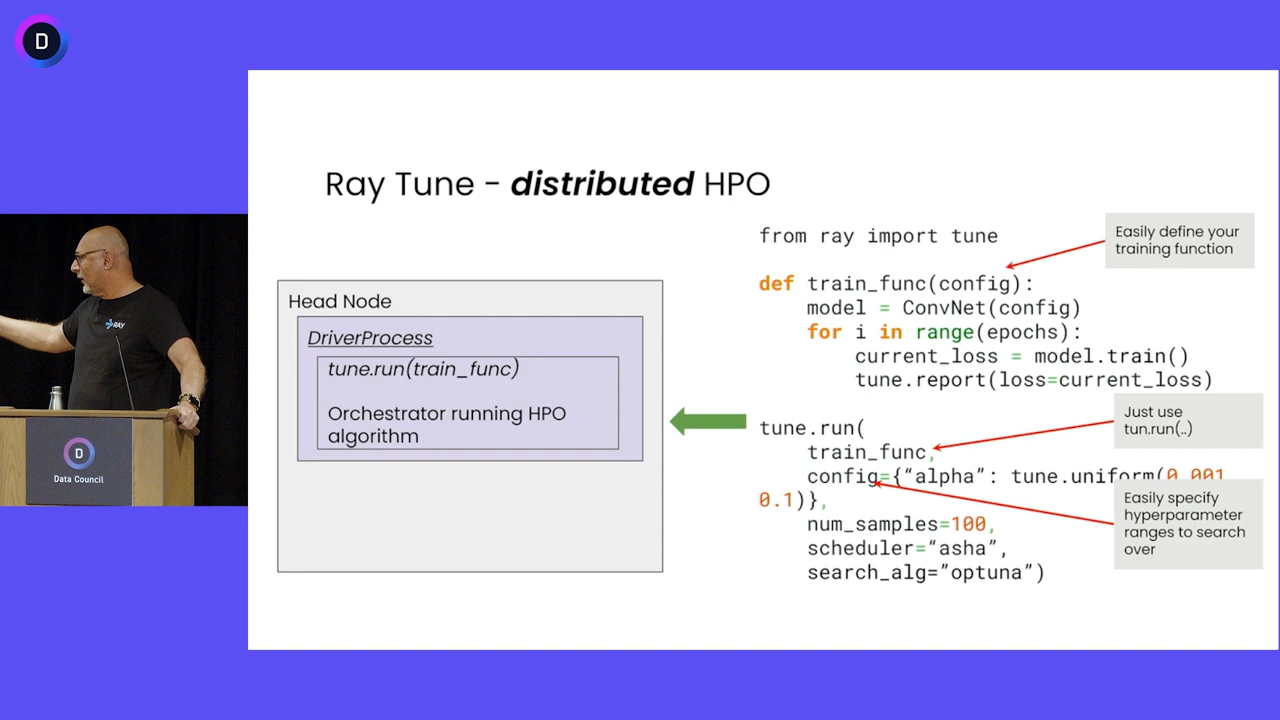 D
Ray Tune - distributed HPO
Head Node
DriverProcess
tune.run(train_func)
Orchestrator running HPO
algorithm
from ray import tune
def train_func(config):
model = ConvNet(config)
for i in range(epochs):
current_loss = model.train()
tune.report(loss=current_loss)
tune.run(
train_func,
config={“alpha”: tune.uniform(0.001
0.1)},
num_samples=100,
scheduler=“asha”,
search_alg=”optuna”)
Easily define your
training function
Just use
tun.run(..)
Easily specify
hyperparameter
ranges to search
over
RAY
D
Data Council